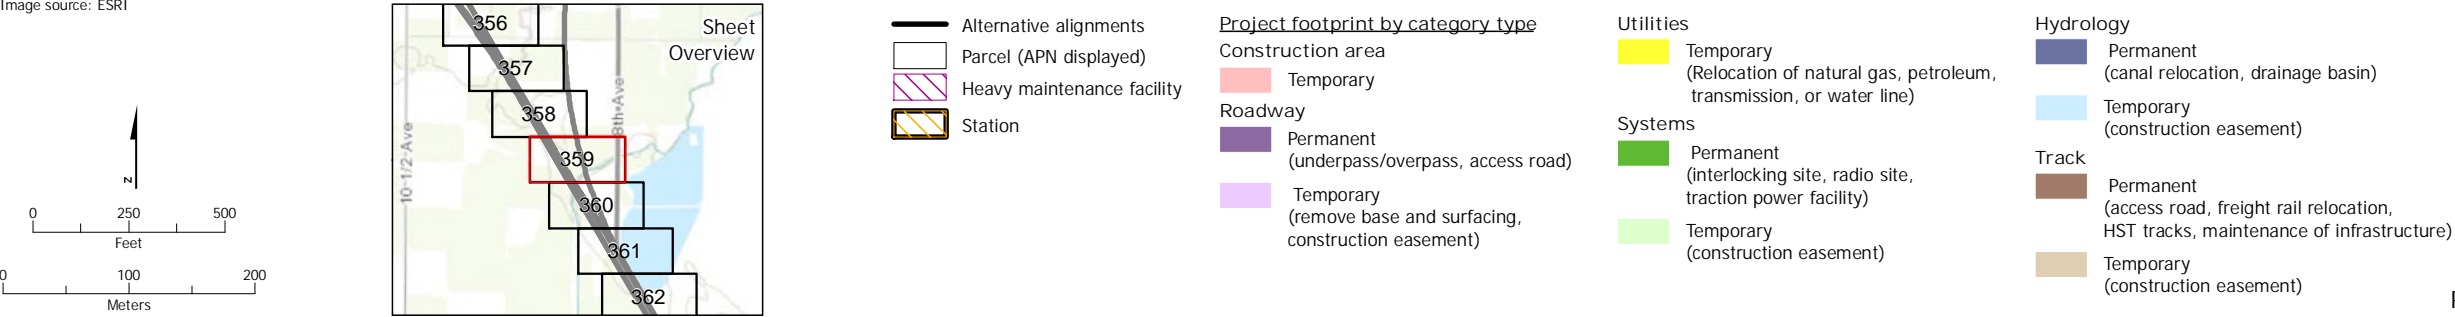 Image source: ESRI
N
0 250 500
Feet
0 100 200
Meters
Sheet
Overview
356
357
358
359
360
361
362
10-1/2 Ave
8th Ave
Alternative alignments
Parcel (APN displayed)
Heavy maintenance facility
Station
Project footprint by category type
Construction area
Temporary
Roadway
Permanent
(underpass/overpass, access road)
Temporary
(remove base and surfacing,
construction easement)
Utilities
Temporary
(Relocation of natural gas, petroleum,
transmission, or water line)
Systems
Permanent
(interlocking site, radio site,
traction power facility)
Temporary
(construction easement)
Hydrology
Permanent
(canal relocation, drainage basin)
Temporary
(construction easement)
Track
Permanent
(access road, freight rail relocation,
HST tracks, maintenance of infrastructure)
Temporary
(construction easement)